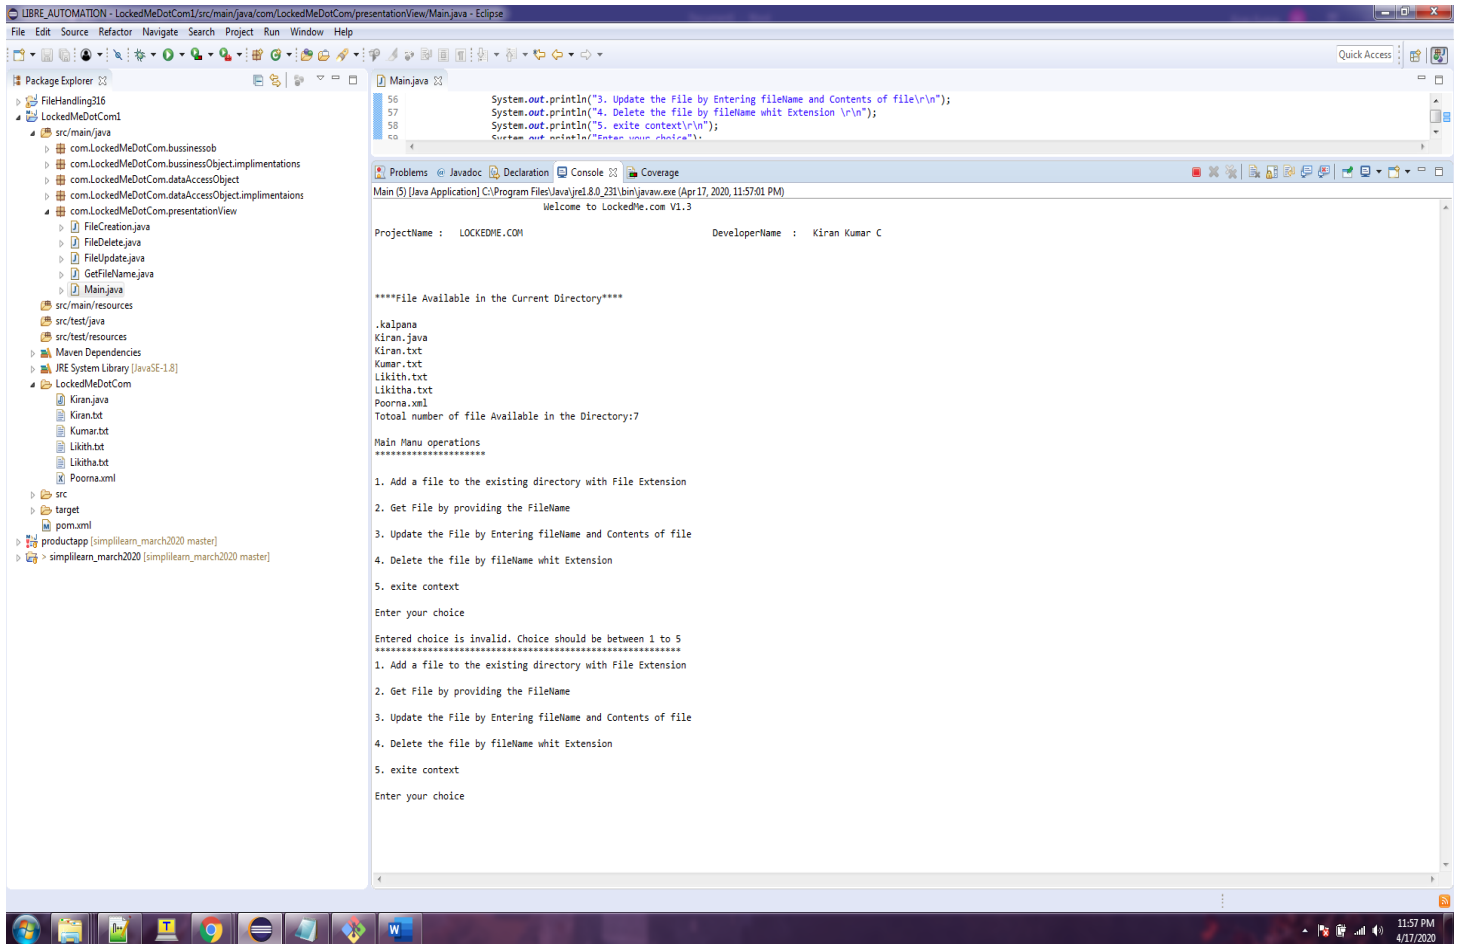 LIBRE_AUTOMATION - LockedMeDotCom1/src/main/java/com/LockedMeDotCom/presentationView/Main.java - Eclipse
File Edit Source Refactor Navigate Search Project Run Window Help
Quick Access
Package Explorer
FileHandling316
LockedMeDotCom1
src/main/java
com.LockedMeDotCom.bussinessob
com.LockedMeDotCom.bussinessObject.implimentations
com.LockedMeDotCom.dataAccessObject
com.LockedMeDotCom.dataAccessObject.implimentaions
com.LockedMeDotCom.presentationView
FileCreation.java
FileDelete.java
FileUpdate.java
GetFileName.java
Main.java
src/main/resources
src/test/java
src/test/resources
Maven Dependencies
JRE System Library [JavaSE-1.8]
LockedMeDotCom
Kiran.java
Kiran.txt
Kumar.txt
Likith.txt
Likitha.txt
Poorna.xml
src
target
pom.xml
productapp [simplilearn_march2020 master]
> simplilearn_march2020 [simplilearn_march2020 master]
Main.java
56 System.out.println("3. Update the File by Entering fileName and Contents of file\r\n");
57 System.out.println("4. Delete the file by fileName whit Extension \r\n");
58 System.out.println("5. exite context\r\n");
59 System.out.println("Enter your choice");
Problems Javadoc Declaration Console Coverage
Main (5) [Java Application] C:\Program Files\Java\jre1.8.0_231\bin\javaw.exe (Apr 17, 2020, 11:57:01 PM)
Welcome to LockedMe.com V1.3
ProjectName : LOCKEDME.COM DeveloperName : Kiran Kumar C
****File Available in the Current Directory****
.kalpana
Kiran.java
Kiran.txt
Kumar.txt
Likith.txt
Likitha.txt
Poorna.xml
Totoal number of file Available in the Directory:7
Main Manu operations
*********************
1. Add a file to the existing directory with File Extension
2. Get File by providing the FileName
3. Update the File by Entering fileName and Contents of file
4. Delete the file by fileName whit Extension
5. exite context
Enter your choice
Entered choice is invalid. Choice should be between 1 to 5
**********************************************************
1. Add a file to the existing directory with File Extension
2. Get File by providing the FileName
3. Update the File by Entering fileName and Contents of file
4. Delete the file by fileName whit Extension
5. exite context
Enter your choice
11:57 PM
4/17/2020